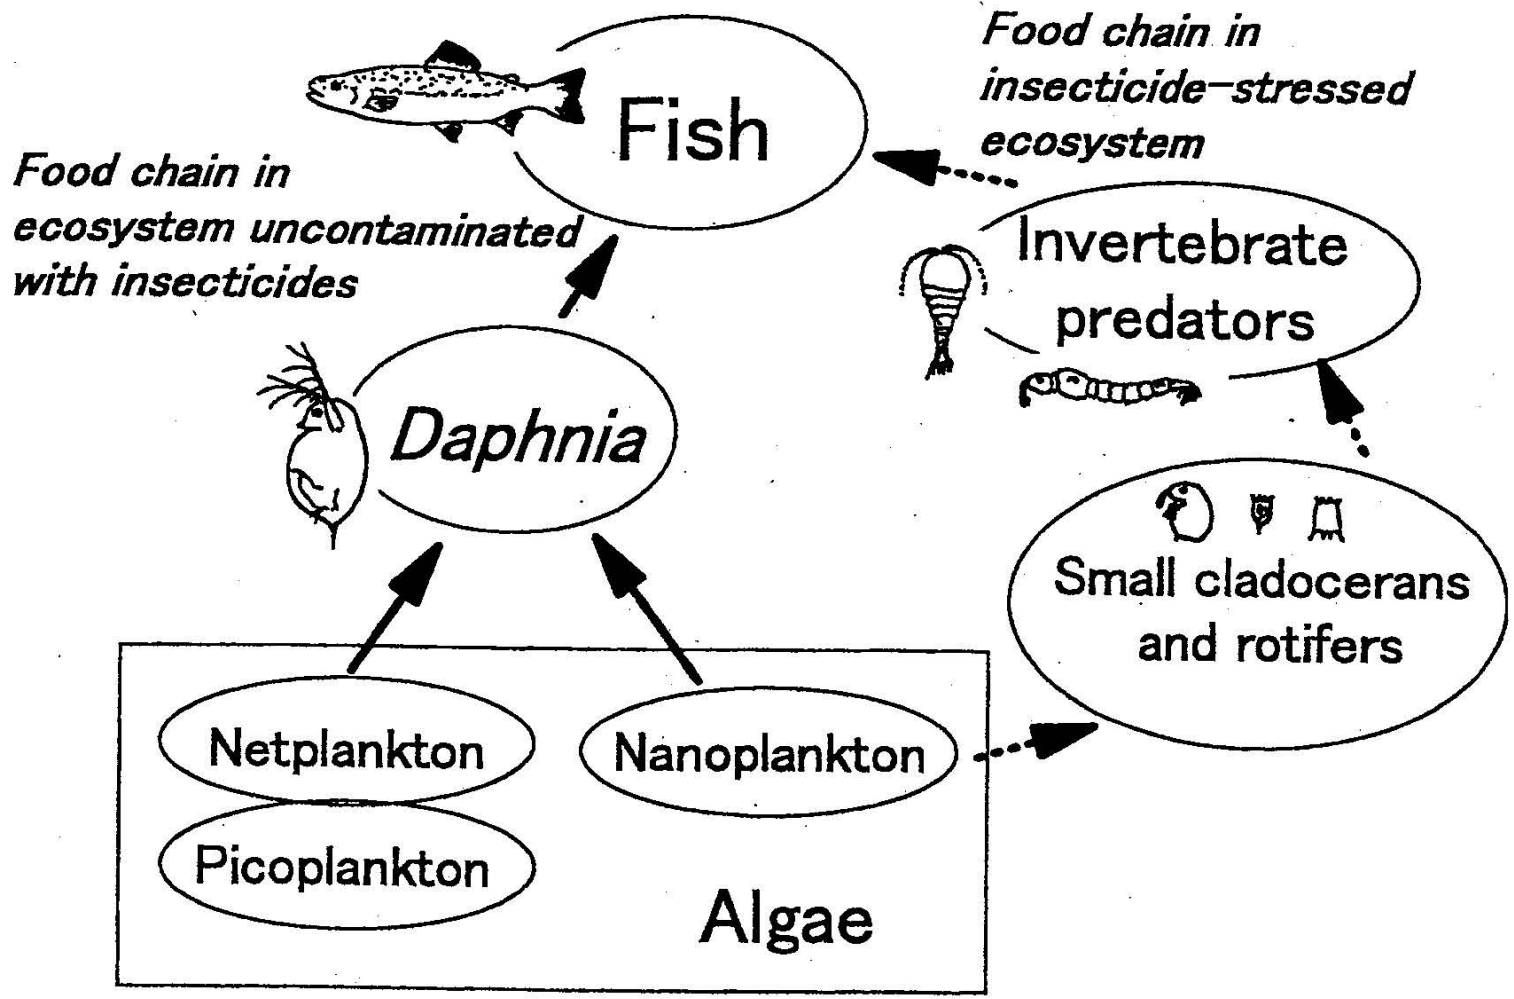 Food chain in
insecticide-stressed
ecosystem
Fish
Food chain in
ecosystem uncontaminated
with insecticides
Invertebrate
predators
Daphnia
Small cladocerans
and rotifers
Netplankton
Nanoplankton
Picoplankton
Algae